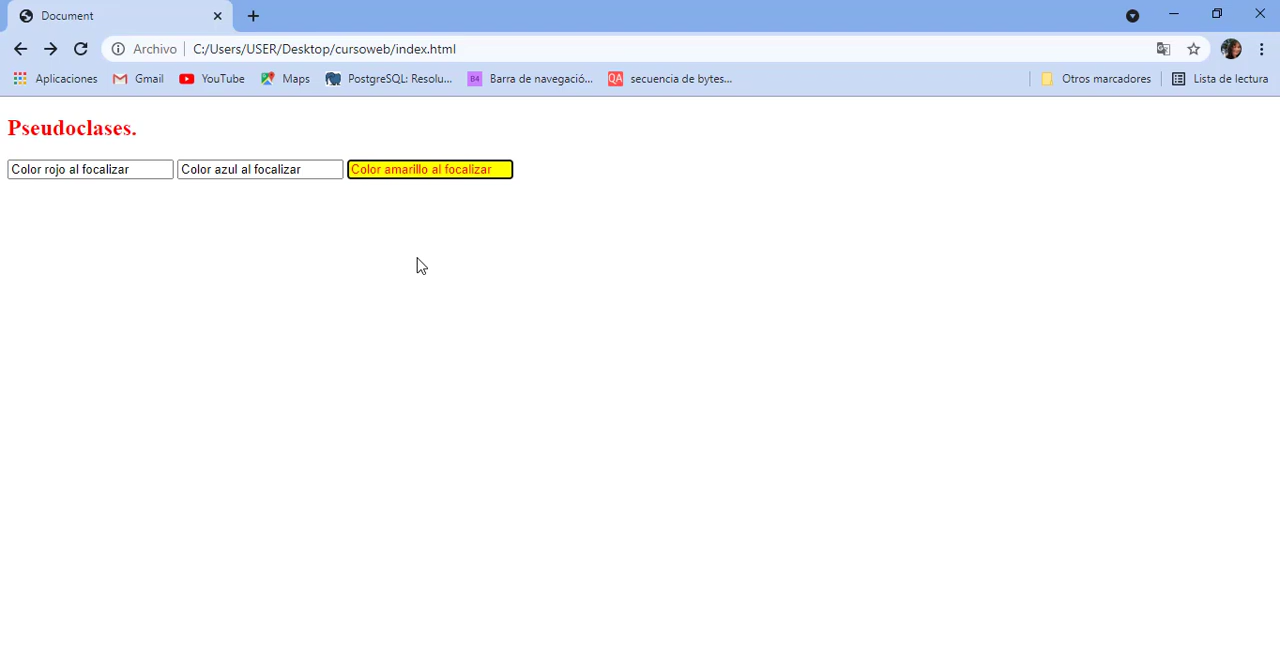 Document
Archivo C:/Users/USER/Desktop/cursoweb/index.html
Aplicaciones Gmail YouTube Maps PostgreSQL: Resolu... B4 Barra de navegació... QA secuencia de bytes... Otros marcadores Lista de lectura
Pseudoclases.
Color rojo al focalizar Color azul al focalizar Color amarillo al focalizar